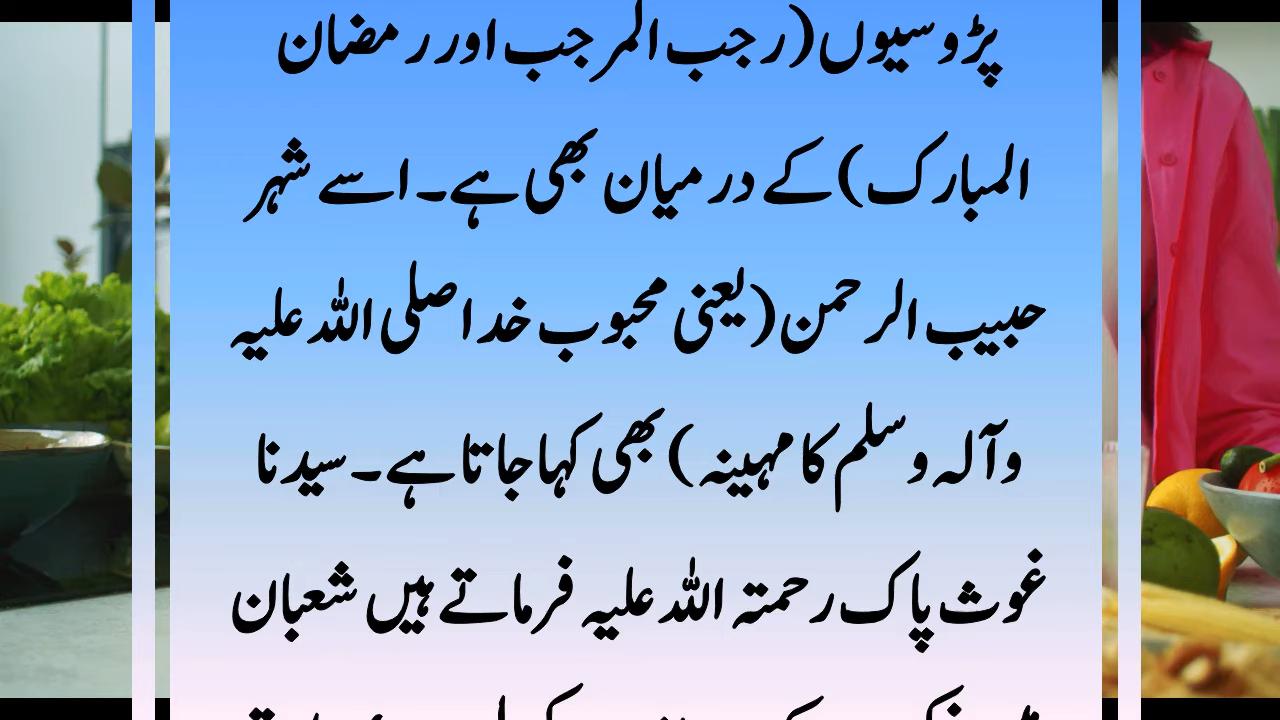 پڑوسیوں(رجب المرجب اور رمضان
المبارک)کے درمیان بھی ہے۔اسے شہر
حبیب الرحمن(یعنی محبوب خدا صلی اللہ علیہ
وآلہ وسلم کا مہینہ)بھی کہا جاتا ہے۔سیدنا
غوث پاک رحمتہ اللہ علیہ فرماتے ہیں شعبان